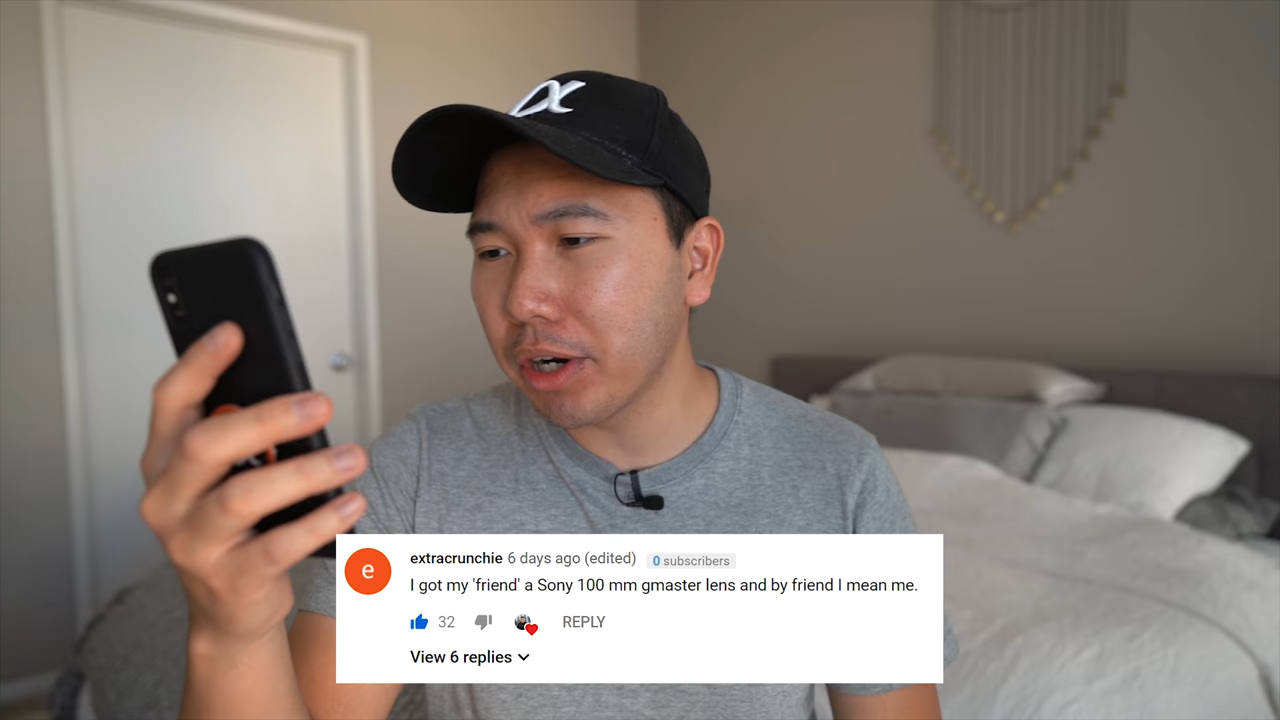 α
extracrunchie 6 days ago (edited) 0 subscribers
e
I got my 'friend' a Sony 100 mm gmaster lens and by friend I mean me.
32 REPLY
View 6 replies